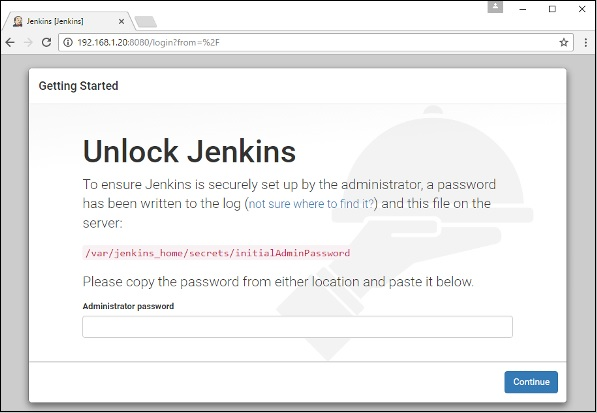 Jenkins [Jenkins]
192.168.1.20:8080/login?from=%2F
Getting Started
Unlock Jenkins
To ensure Jenkins is securely set up by the administrator, a password
has been written to the log (not sure where to find it?) and this file on the
server:
/var/jenkins_home/secrets/initialAdminPassword
Please copy the password from either location and paste it below.
Administrator password
Continue